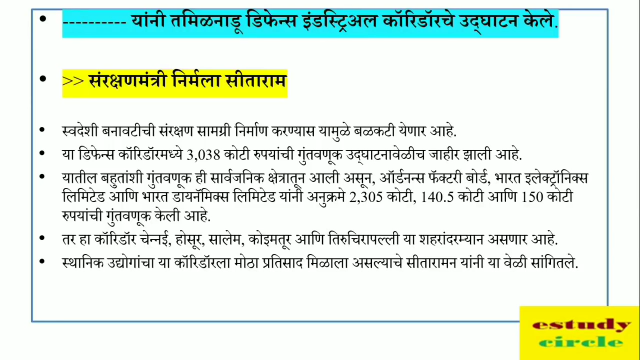 • ---------- यांनी तमिळनाडू डिफेन्स इंडस्ट्रिअल कॉरिडॉरचे उद्घाटन केले.
• >> संरक्षणमंत्री निर्मला सीताराम
• स्वदेशी बनावटीची संरक्षण सामग्री निर्माण करण्यास यामुळे बळकटी येणार आहे.
• या डिफेन्स कॉरिडॉरमध्ये 3,038 कोटी रुपयांची गुंतवणूक उद्घाटनावेळीच जाहीर झाली आहे.
• यातील बहुतांशी गुंतवणूक ही सार्वजनिक क्षेत्रातून आली असून, ऑर्डनन्स फॅक्टरी बोर्ड, भारत इलेक्ट्रॉनिक्स
लिमिटेड आणि भारत डायनॅमिक्स लिमिटेड यांनी अनुक्रमे 2,305 कोटी, 140.5 कोटी आणि 150 कोटी
रुपयांची गुंतवणूक केली आहे.
• तर हा कॉरिडॉर चेन्नई, होसूर, सालेम, कोइमतूर आणि तिरुचिरापल्ली या शहरांदरम्यान असणार आहे.
• स्थानिक उद्योगांचा या कॉरिडॉरला मोठा प्रतिसाद मिळाला असल्याचे सीतारामन यांनी या वेळी सांगितले.
estudy
circle